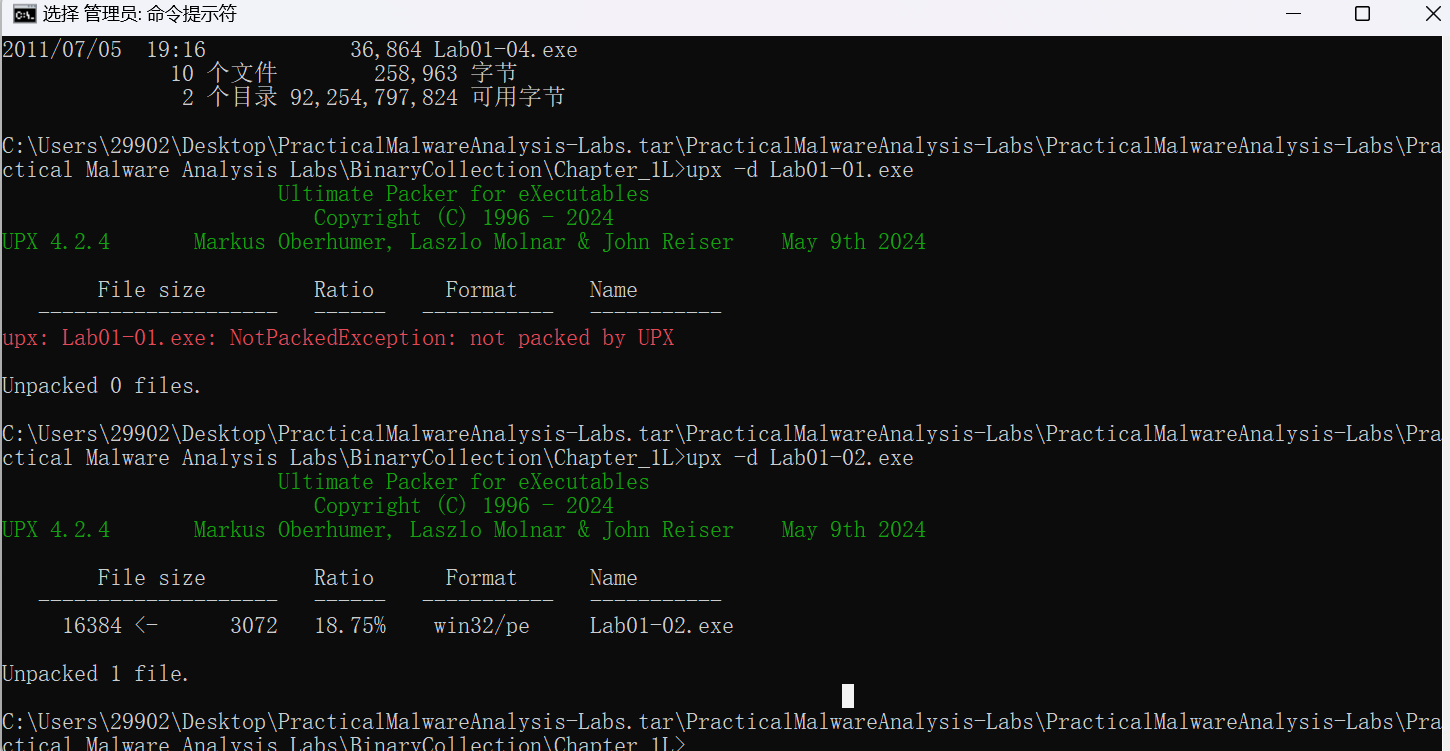 选择 管理员: 命令提示符
2011/07/05  19:16            36,864 Lab01-04.exe
              10 个文件        258,963 字节
               2 个目录 92,254,797,824 可用字节
C:\Users\29902\Desktop\PracticalMalwareAnalysis-Labs.tar\PracticalMalwareAnalysis-Labs\PracticalMalwareAnalysis-Labs\Pra
ctical Malware Analysis Labs\BinaryCollection\Chapter_1L>upx -d Lab01-01.exe
                       Ultimate Packer for eXecutables
                          Copyright (C) 1996 - 2024
UPX 4.2.4       Markus Oberhumer, Laszlo Molnar & John Reiser    May 9th 2024
        File size         Ratio      Format      Name
   --------------------   ------   -----------   -----------
upx: Lab01-01.exe: NotPackedException: not packed by UPX
Unpacked 0 files.
C:\Users\29902\Desktop\PracticalMalwareAnalysis-Labs.tar\PracticalMalwareAnalysis-Labs\PracticalMalwareAnalysis-Labs\Pra
ctical Malware Analysis Labs\BinaryCollection\Chapter_1L>upx -d Lab01-02.exe
                       Ultimate Packer for eXecutables
                          Copyright (C) 1996 - 2024
UPX 4.2.4       Markus Oberhumer, Laszlo Molnar & John Reiser    May 9th 2024
        File size         Ratio      Format      Name
   --------------------   ------   -----------   -----------
     16384 <-      3072   18.75%    win32/pe     Lab01-02.exe
Unpacked 1 file.
C:\Users\29902\Desktop\PracticalMalwareAnalysis-Labs.tar\PracticalMalwareAnalysis-Labs\PracticalMalwareAnalysis-Labs\Pra
ctical Malware Analysis Labs\BinaryCollection\Chapter_1L>